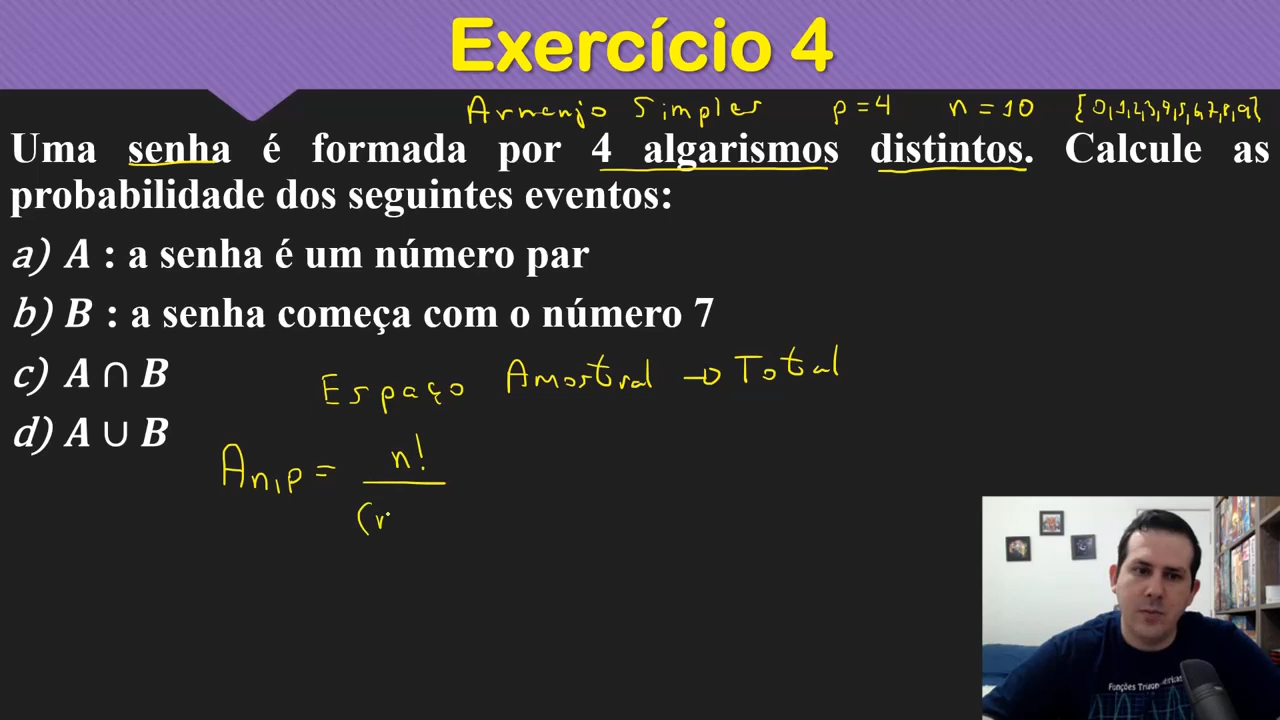 Exercício 4
Arranjo Simples p=4 n=10 {0,1,2,3,4,5,6,7,8,9}
Uma senha é formada por 4 algarismos distintos. Calcule as
probabilidade dos seguintes eventos:
a) A : a senha é um número par
b) B : a senha começa com o número 7
c) A ∩ B
Espaço Amostral → Total
d) A ∪ B
An,p = n!
(n
Funções Trigonométricas